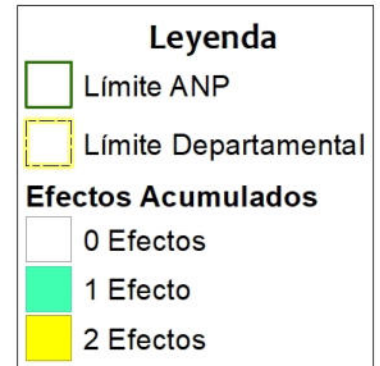 Leyenda
Límite ANP
Límite Departamental
Efectos Acumulados
0 Efectos
1 Efecto
2 Efectos